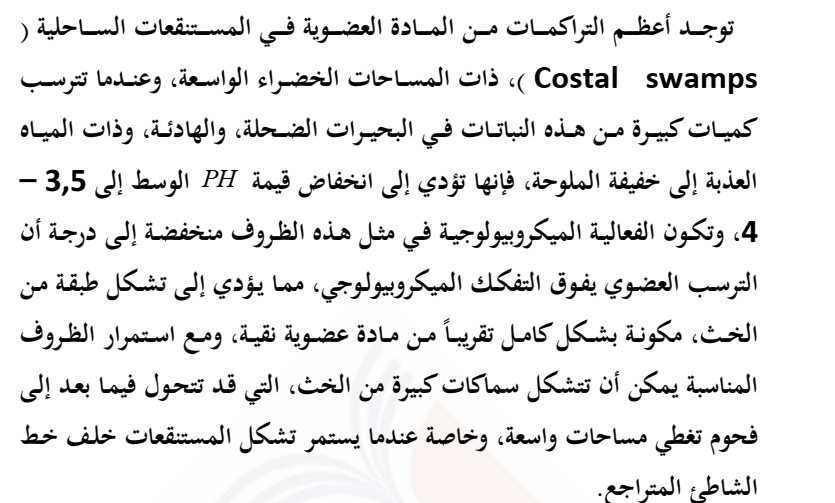 توجد أعظم التراكمات من المادة العضوية في المستنقعات الساحلية (
Costal swamps )، ذات المساحات الخضراء الواسعة، وعندما تترسب
كميات كبيرة من هذه النباتات في البحيرات الضحلة، والهادئة، وذات المياه
العذبة إلى خفيفة الملوحة، فإنها تؤدي إلى انخفاض قيمة PH الوسط إلى 3,5 –
4، وتكون الفعالية الميكروبيولوجية في مثل هذه الظروف منخفضة إلى درجة أن
الترسب العضوي يفوق التفكك الميكروبيولوجي، مما يؤدي إلى تشكل طبقة من
الخث، مكونة بشكل كامل تقريباً من مادة عضوية نقية، ومع استمرار الظروف
المناسبة يمكن أن تتشكل سماكات كبيرة من الخث، التي قد تتحول فيما بعد إلى
فحوم تغطي مساحات واسعة، وخاصة عندما يستمر تشكل المستنقعات خلف خط
الشاطئ المتراجع.